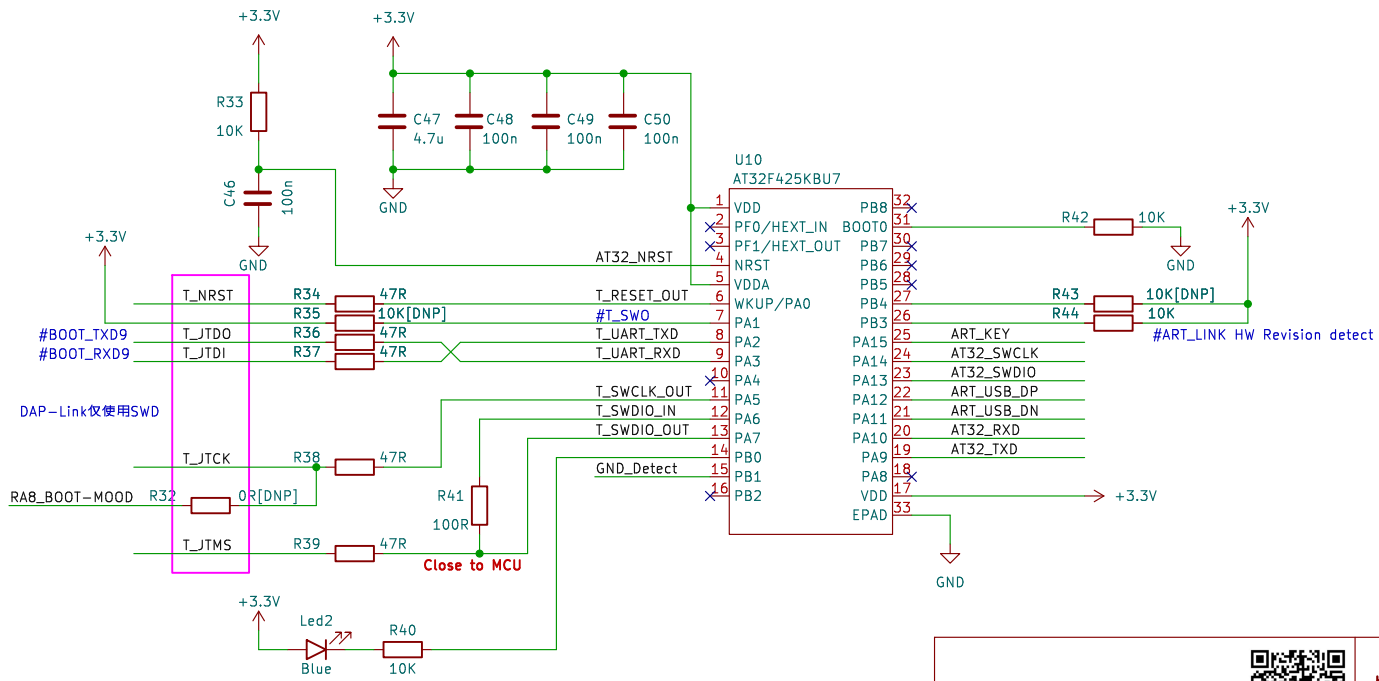 +3.3V
+3.3V
R33
10K
C46
100n
GND
C47
4.7u
C48
100n
C49
100n
C50
100n
GND
U10
AT32F425KBU7
1 VDD
2 PF0/HEXT_IN
3 PF1/HEXT_OUT
4 NRST
5 VDDA
6 WKUP/PA0
7 PA1
8 PA2
9 PA3
10 PA4
11 PA5
12 PA6
13 PA7
14 PB0
15 PB1
16 PB2
PB8 32
BOOT0 31
PB7 30
PB6 29
PB5 28
PB4 27
PB3 26
PA15 25
PA14 24
PA13 23
PA12 22
PA11 21
PA10 20
PA9 19
PA8 18
VDD 17
EPAD 33
AT32_NRST
+3.3V
T_NRST R34 47R T_RESET_OUT
R35 10K[DNP] #T_SWO
#BOOT_TXD9 T_JTDO R36 47R T_UART_TXD
#BOOT_RXD9 T_JTDI R37 47R T_UART_RXD
T_SWCLK_OUT
T_SWDIO_IN
T_SWDIO_OUT
GND_Detect
DAP-Link仅使用SWD
T_JTCK R38 47R
RA8_BOOT-MOOD R32 0R[DNP]
R41
100R
T_JTMS R39 47R
Close to MCU
+3.3V
Led2
Blue
R40
10K
R42 10K
GND
+3.3V
R43 10K[DNP]
R44 10K
#ART_LINK HW Revision detect
ART_KEY
AT32_SWCLK
AT32_SWDIO
ART_USB_DP
ART_USB_DN
AT32_RXD
AT32_TXD
+3.3V
GND